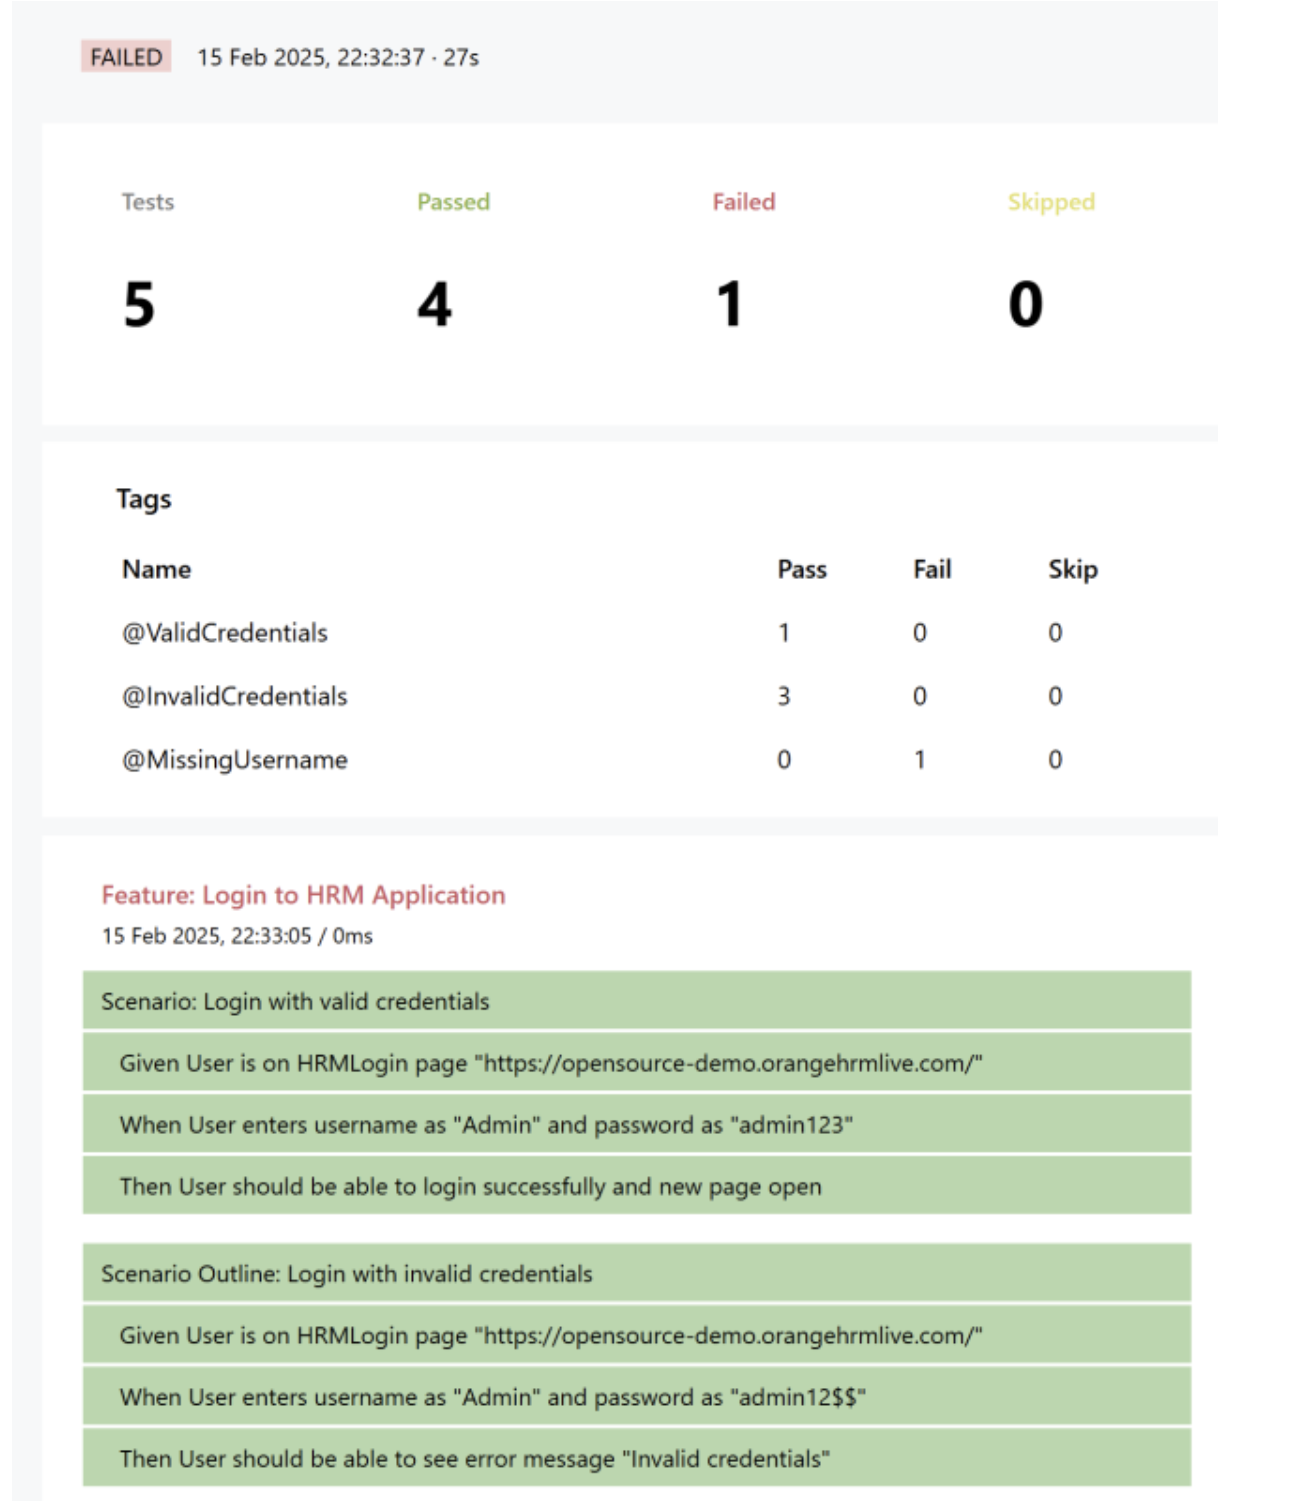 FAILED 15 Feb 2025, 22:32:37 · 27s
Tests Passed Failed Skipped
5 4 1 0
Tags
Name Pass Fail Skip
@ValidCredentials 1 0 0
@InvalidCredentials 3 0 0
@MissingUsername 0 1 0
Feature: Login to HRM Application
15 Feb 2025, 22:33:05 / 0ms
Scenario: Login with valid credentials
Given User is on HRMLogin page "https://opensource-demo.orangehrmlive.com/"
When User enters username as "Admin" and password as "admin123"
Then User should be able to login successfully and new page open
Scenario Outline: Login with invalid credentials
Given User is on HRMLogin page "https://opensource-demo.orangehrmlive.com/"
When User enters username as "Admin" and password as "admin12$$"
Then User should be able to see error message "Invalid credentials"